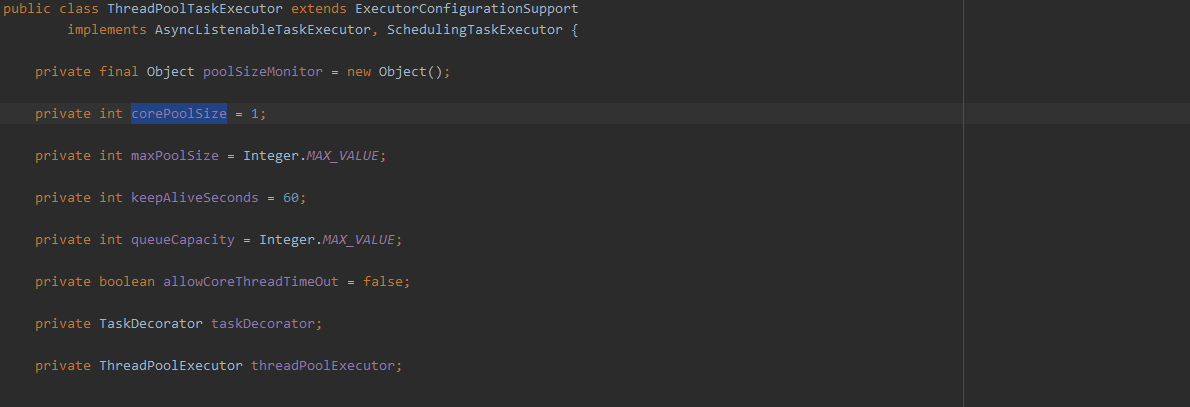 public class ThreadPoolTaskExecutor extends ExecutorConfigurationSupport
implements AsyncListenableTaskExecutor, SchedulingTaskExecutor {
private final Object poolSizeMonitor = new Object();
private int corePoolSize = 1;
private int maxPoolSize = Integer.MAX_VALUE;
private int keepAliveSeconds = 60;
private int queueCapacity = Integer.MAX_VALUE;
private boolean allowCoreThreadTimeOut = false;
private TaskDecorator taskDecorator;
private ThreadPoolExecutor threadPoolExecutor;